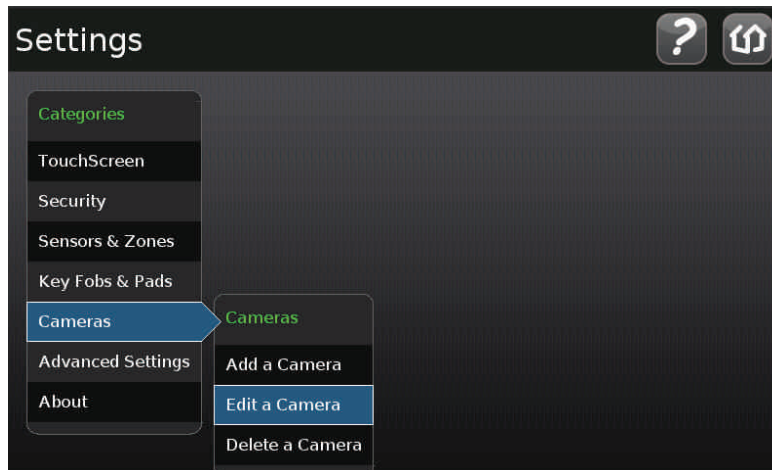 Settings
?
Categories
TouchScreen
Security
Sensors & Zones
Key Fobs & Pads
Cameras
Advanced Settings
About
Cameras
Add a Camera
Edit a Camera
Delete a Camera